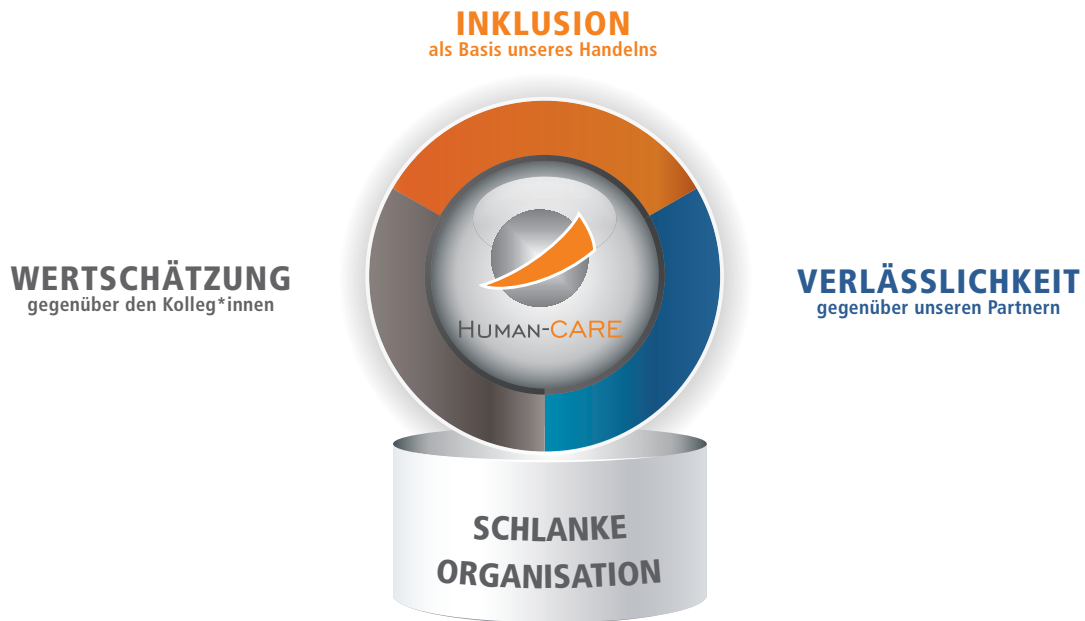 INKLUSION
als Basis unseres Handelns
WERTSCHÄTZUNG
gegenüber den Kolleg*innen
VERLÄSSLICHKEIT
gegenüber unseren Partnern
HUMAN-CARE
SCHLANKE
ORGANISATION